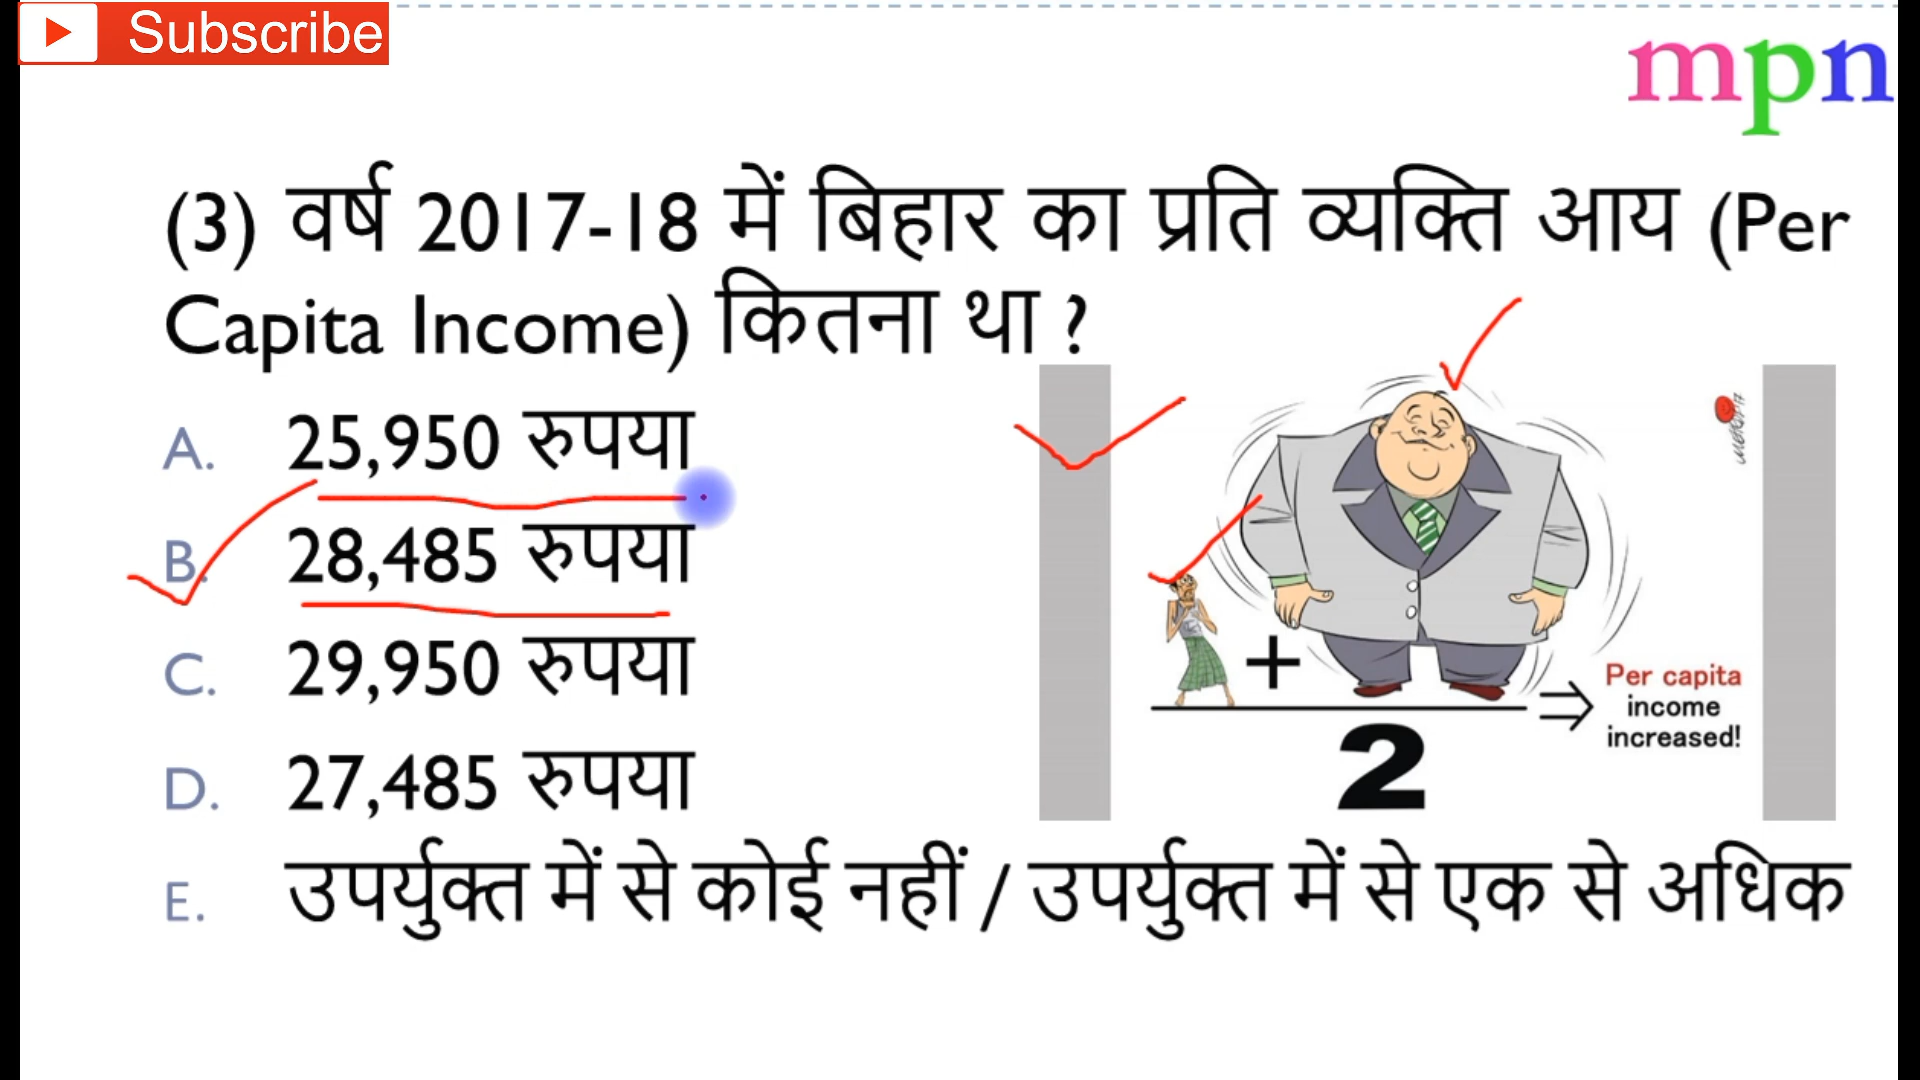 Subscribe
mpn
(3) वर्ष 2017-18 में बिहार का प्रति व्यक्ति आय (Per
Capita Income) कितना था ?
A. 25,950 रुपया
B. 28,485 रुपया
C. 29,950 रुपया
D. 27,485 रुपया
E. उपर्युक्त में से कोई नहीं / उपर्युक्त में से एक से अधिक
+
2
Per capita
income
increased!